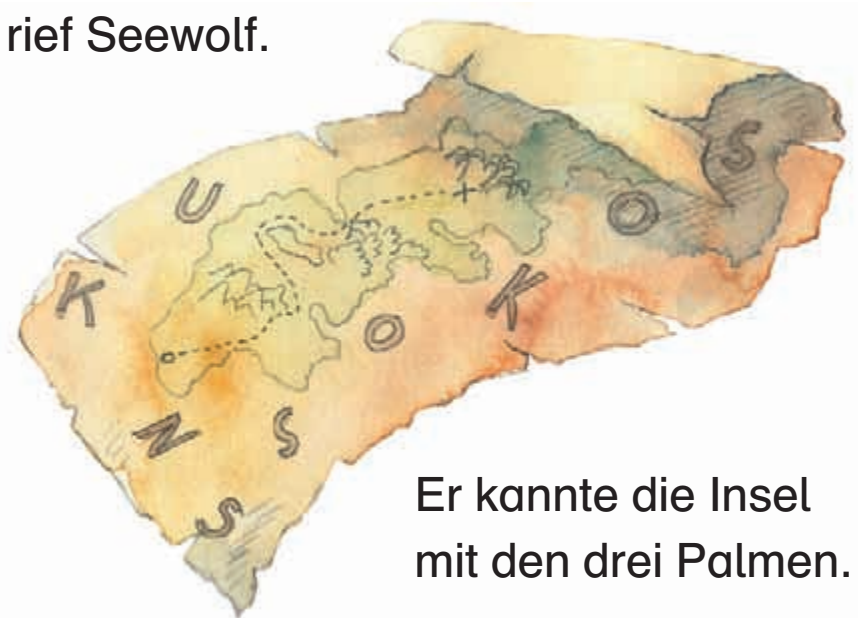 rief Seewolf.
S
U
O
K
K
O
N
S
S
Er kannte die Insel
mit den drei Palmen.